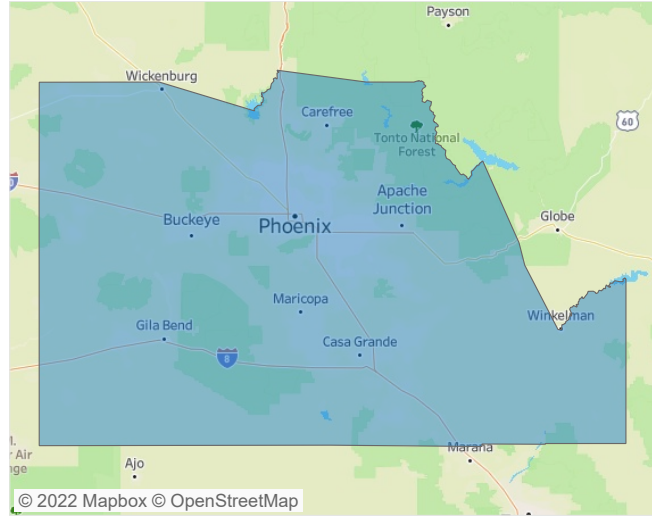 Payson
Wickenburg
Carefree
60
Tonto National
Forest
Apache
Junction
Buckeye
Phoenix
Globe
Maricopa
Winkelman
Gila Bend
Casa Grande
8
Marana
Ajo
© 2022 Mapbox © OpenStreetMap